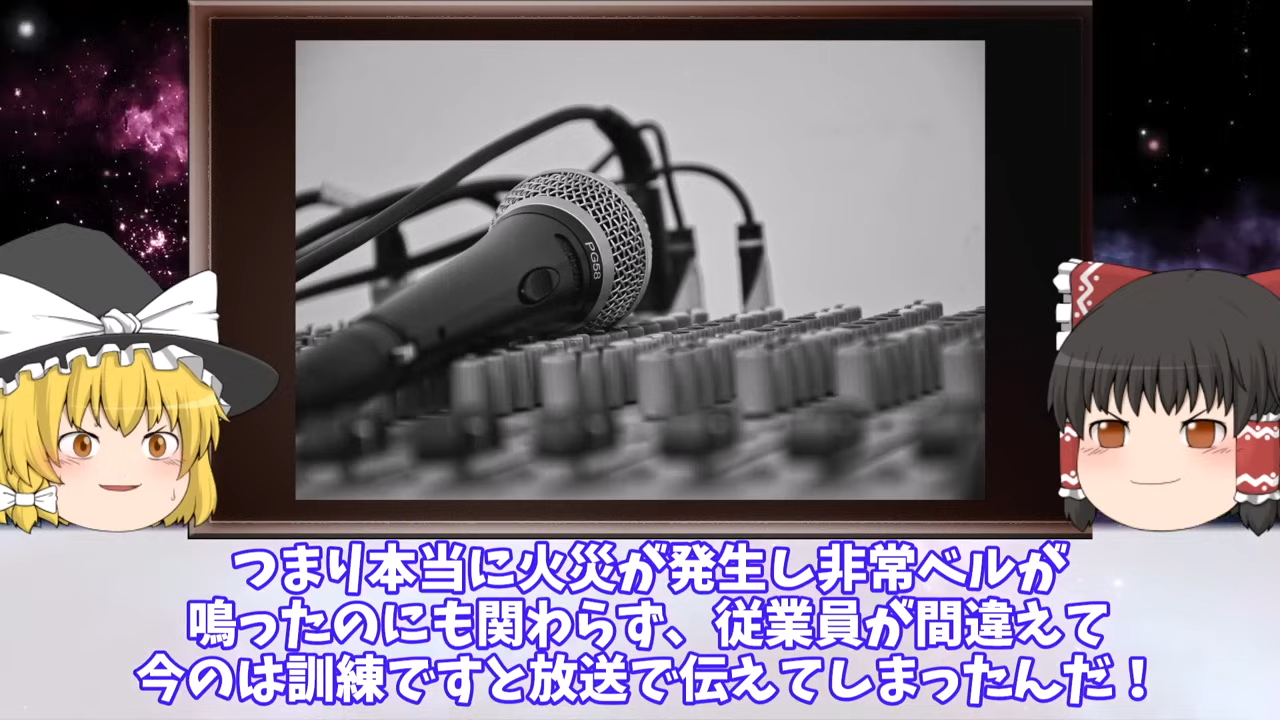 PG58
つまり本当に火災が発生し非常ベルが
鳴ったのにも関わらず、従業員が間違えて
今のは訓練ですと放送で伝えてしまったんだ！